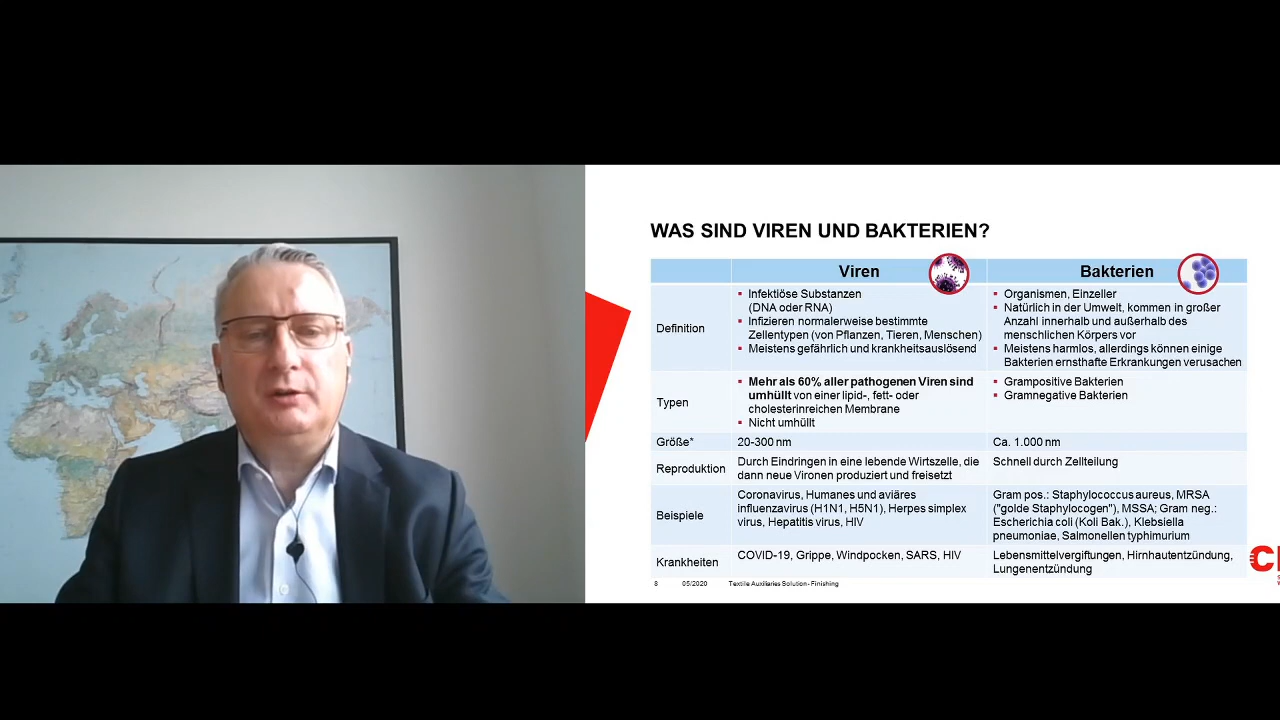 WAS SIND VIREN UND BAKTERIEN?
Viren
Bakterien
Definition
▪ Infektiöse Substanzen
(DNA oder RNA)
▪ Infizieren normalerweise bestimmte
Zellentypen (von Pflanzen, Tieren, Menschen)
▪ Meistens gefährlich und krankheitsauslösend
▪ Organismen, Einzeller
▪ Natürlich in der Umwelt, kommen in großer
Anzahl innerhalb und außerhalb des
menschlichen Körpers vor
▪ Meistens harmlos, allerdings können einige
Bakterien ernsthafte Erkrankungen verusachen
Typen
▪ Mehr als 60% aller pathogenen Viren sind
umhüllt von einer lipid-, fett- oder
cholesterinreichen Membrane
▪ Nicht umhüllt
▪ Grampositive Bakterien
▪ Gramnegative Bakterien
Größe*
20-300 nm
Ca. 1.000 nm
Reproduktion
Durch Eindringen in eine lebende Wirtszelle, die
dann neue Vironen produziert und freisetzt
Schnell durch Zellteilung
Beispiele
Coronavirus, Humanes und aviäres
influenzavirus (H1N1, H5N1), Herpes simplex
virus, Hepatitis virus, HIV
Gram pos.: Staphylococcus aureus, MRSA
("golde Staphylocogen"), MSSA; Gram neg.:
Escherichia coli (Koli Bak.), Klebsiella
pneumoniae, Salmonellen typhimurium
Krankheiten
COVID-19, Grippe, Windpocken, SARS, HIV
Lebensmittelvergiftungen, Hirnhautentzündung,
Lungenentzündung
8 05/2020 Textile Auxiliaries Solution - Finishing